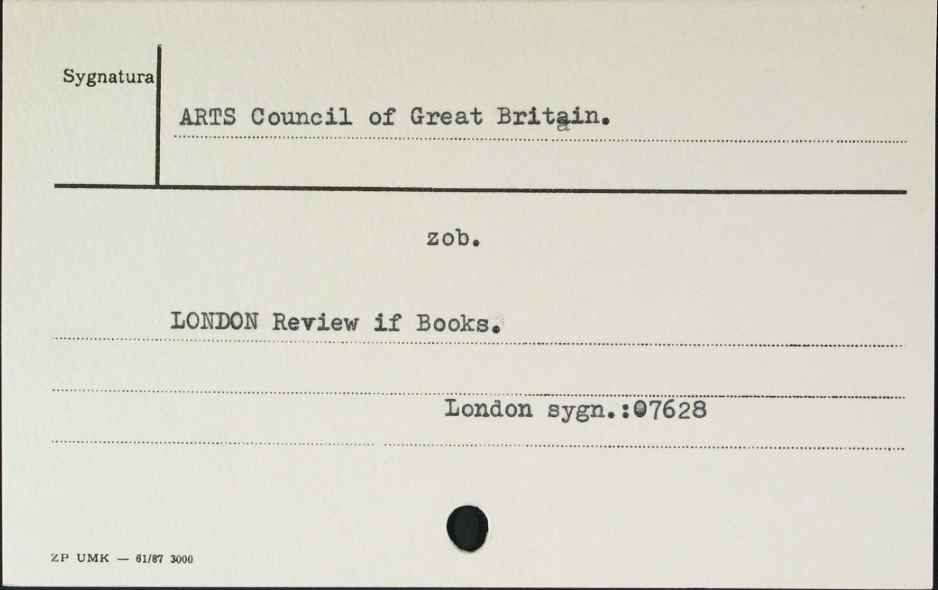 Sygnatura
ARTS Council of Great Britain.
zob.
LONDON Review if Books.
London sygn.:07628
ZP UMK — 61/87 3000